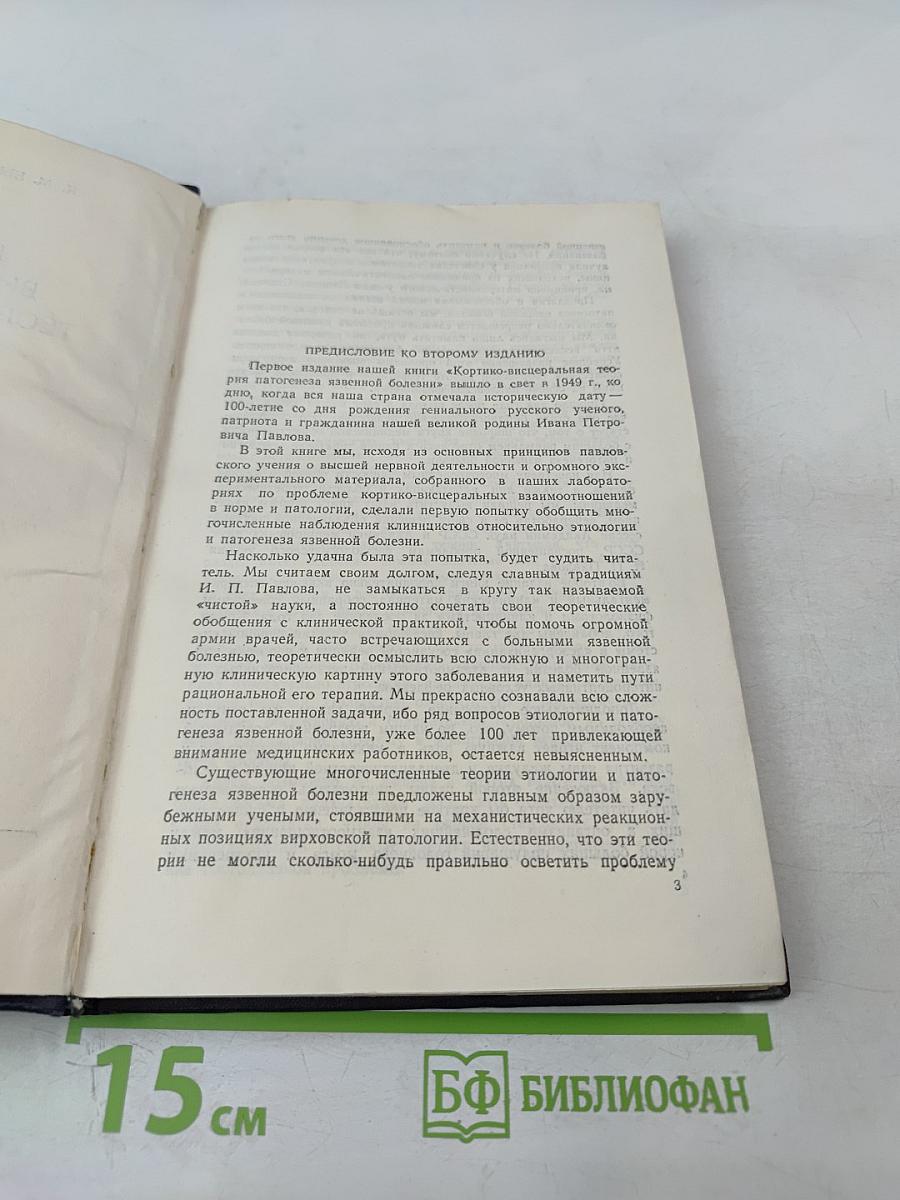 ПРЕДИСЛОВИЕ КО ВТОРОМУ ИЗДАНИЮ
Первое издание нашей книги «Кортико-висцеральная тео-
рия патогенеза язвенной болезни» вышло в свет в 1949 г., ко
дню, когда вся наша страна отмечала историческую дату —
100-летие со дня рождения гениального русского ученого,
патриота и гражданина нашей великой родины Ивана Петро-
вича Павлова.
В этой книге мы, исходя из основных принципов павлов-
ского учения о высшей нервной деятельности и огромного экс-
периментального материала, собранного в наших лаборато-
риях по проблеме кортико-висцеральных взаимоотношений
в норме и патологии, сделали первую попытку обобщить мно-
гочисленные наблюдения клиницистов относительно этиологии
и патогенеза язвенной болезни.
Насколько удачна была эта попытка, будет судить чита-
тель. Мы считаем своим долгом, следуя славным традициям
И. П. Павлова, не замыкаться в кругу так называемой
«чистой» науки, а постоянно сочетать свои теоретические
обобщения с клинической практикой, чтобы помочь огромной
армии врачей, часто встречающихся с больными язвенной
болезнью, теоретически осмыслить всю сложную и многогран-
ную клиническую картину этого заболевания и наметить пути
рациональной его терапий. Мы прекрасно сознавали всю слож-
ность поставленной задачи, ибо ряд вопросов этиологии и пато-
генеза язвенной болезни, уже более 100 лет привлекающей
внимание медицинских работников, остается невыясненным.
Существующие многочисленные теории этиологии и пато-
генеза язвенной болезни предложены главным образом зару-
бежными учеными, стоявшими на механистических реакцион-
ных позициях вирховской патологии. Естественно, что эти тео-
рии не могли сколько-нибудь правильно осветить проблему
3
15 см
БФ БИБЛИОФАН